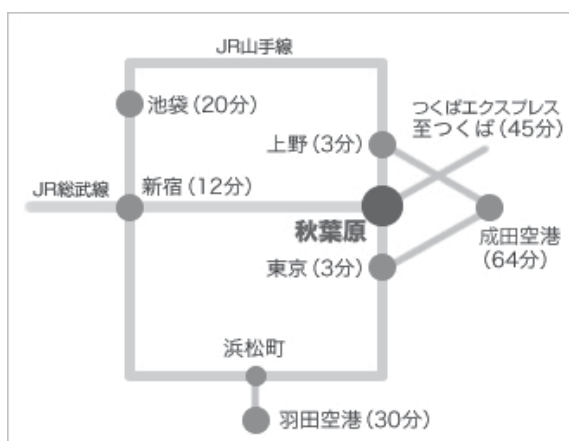 JR山手線
池袋(20分)
つくばエクスプレス
至つくば(45分)
上野(3分)
JR総武線
新宿(12分)
秋葉原
成田空港
(64分)
東京(3分)
浜松町
羽田空港(30分)